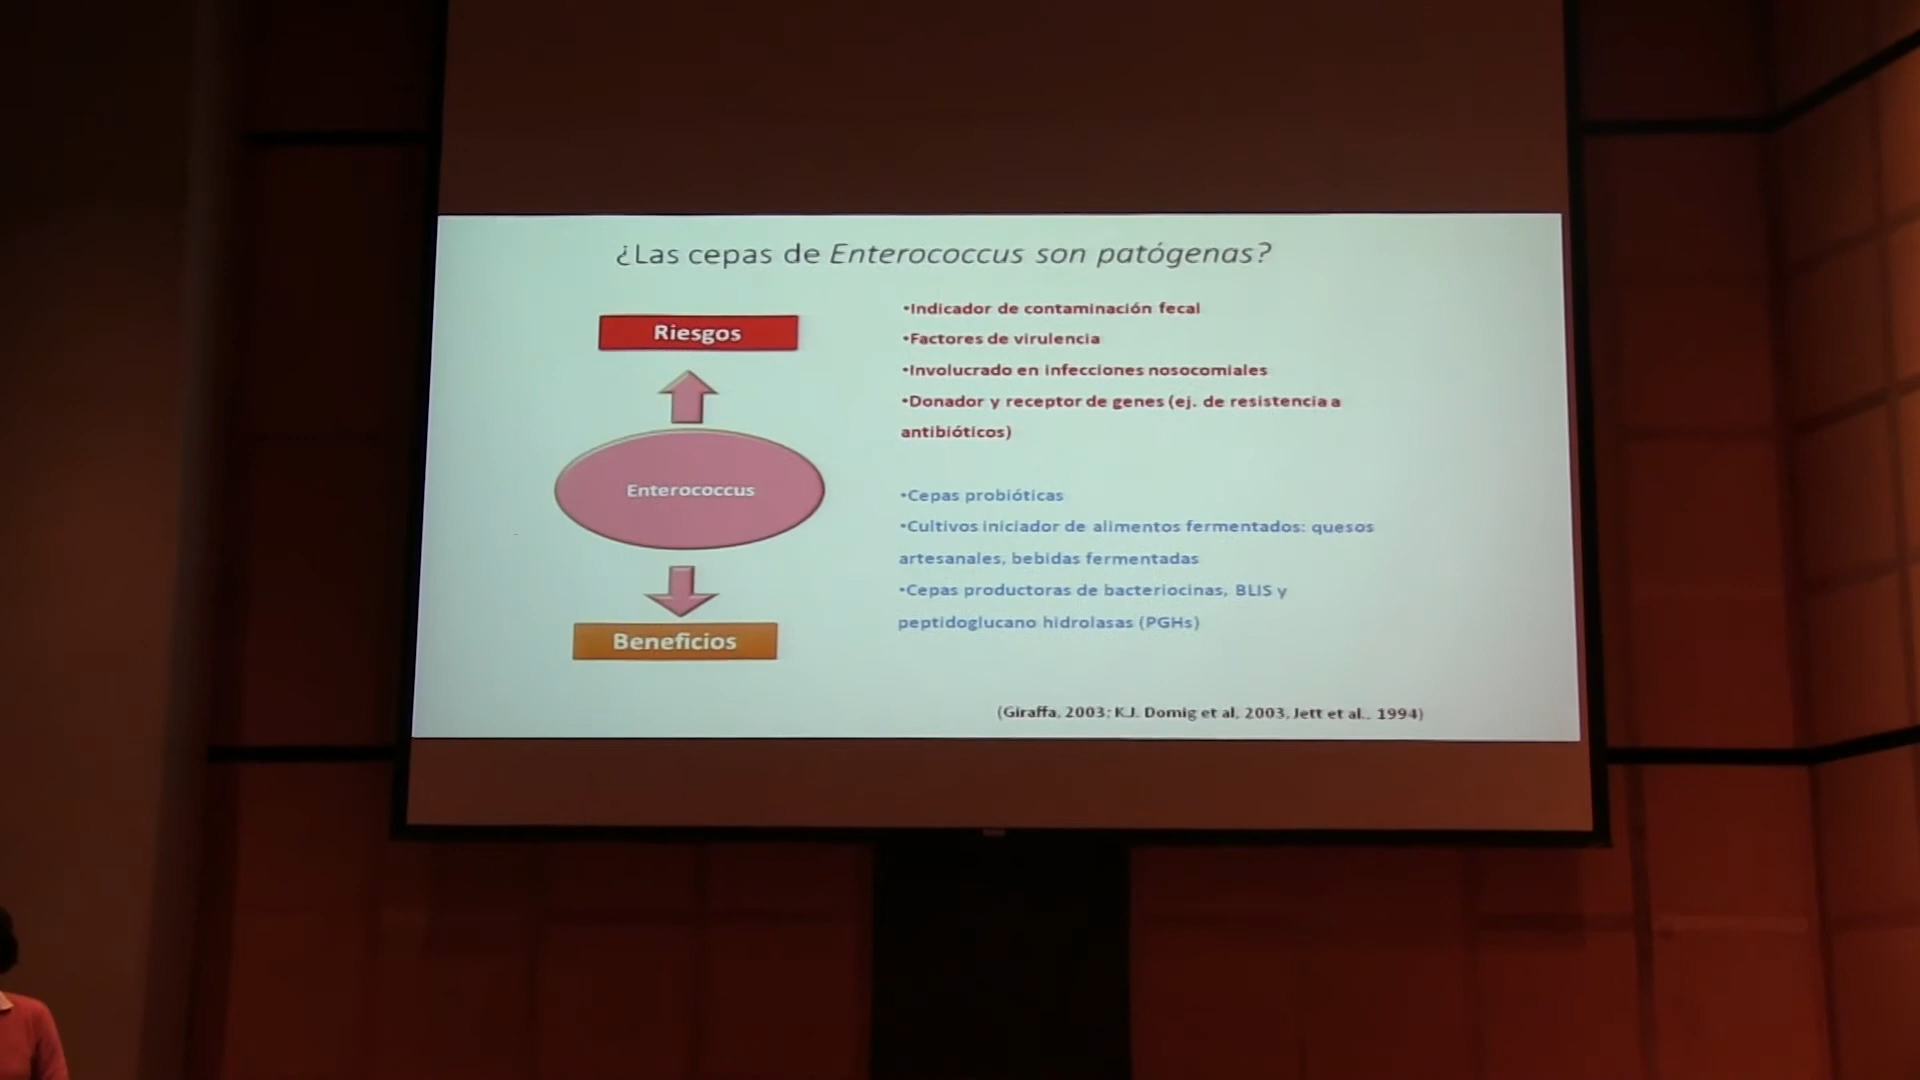 ¿Las cepas de Enterococcus son patógenas?
Riesgos
•Indicador de contaminación fecal
•Factores de virulencia
•Involucrado en infecciones nosocomiales
•Donador y receptor de genes (ej. de resistencia a
antibióticos)
Enterococcus
•Cepas probióticas
•Cultivos iniciador de alimentos fermentados: quesos
artesanales, bebidas fermentadas
•Cepas productoras de bacteriocinas, BLIS y
peptidoglucano hidrolasas (PGHs)
Beneficios
(Giraffa, 2003; K.J. Domig et al, 2003, Jett et al., 1994)